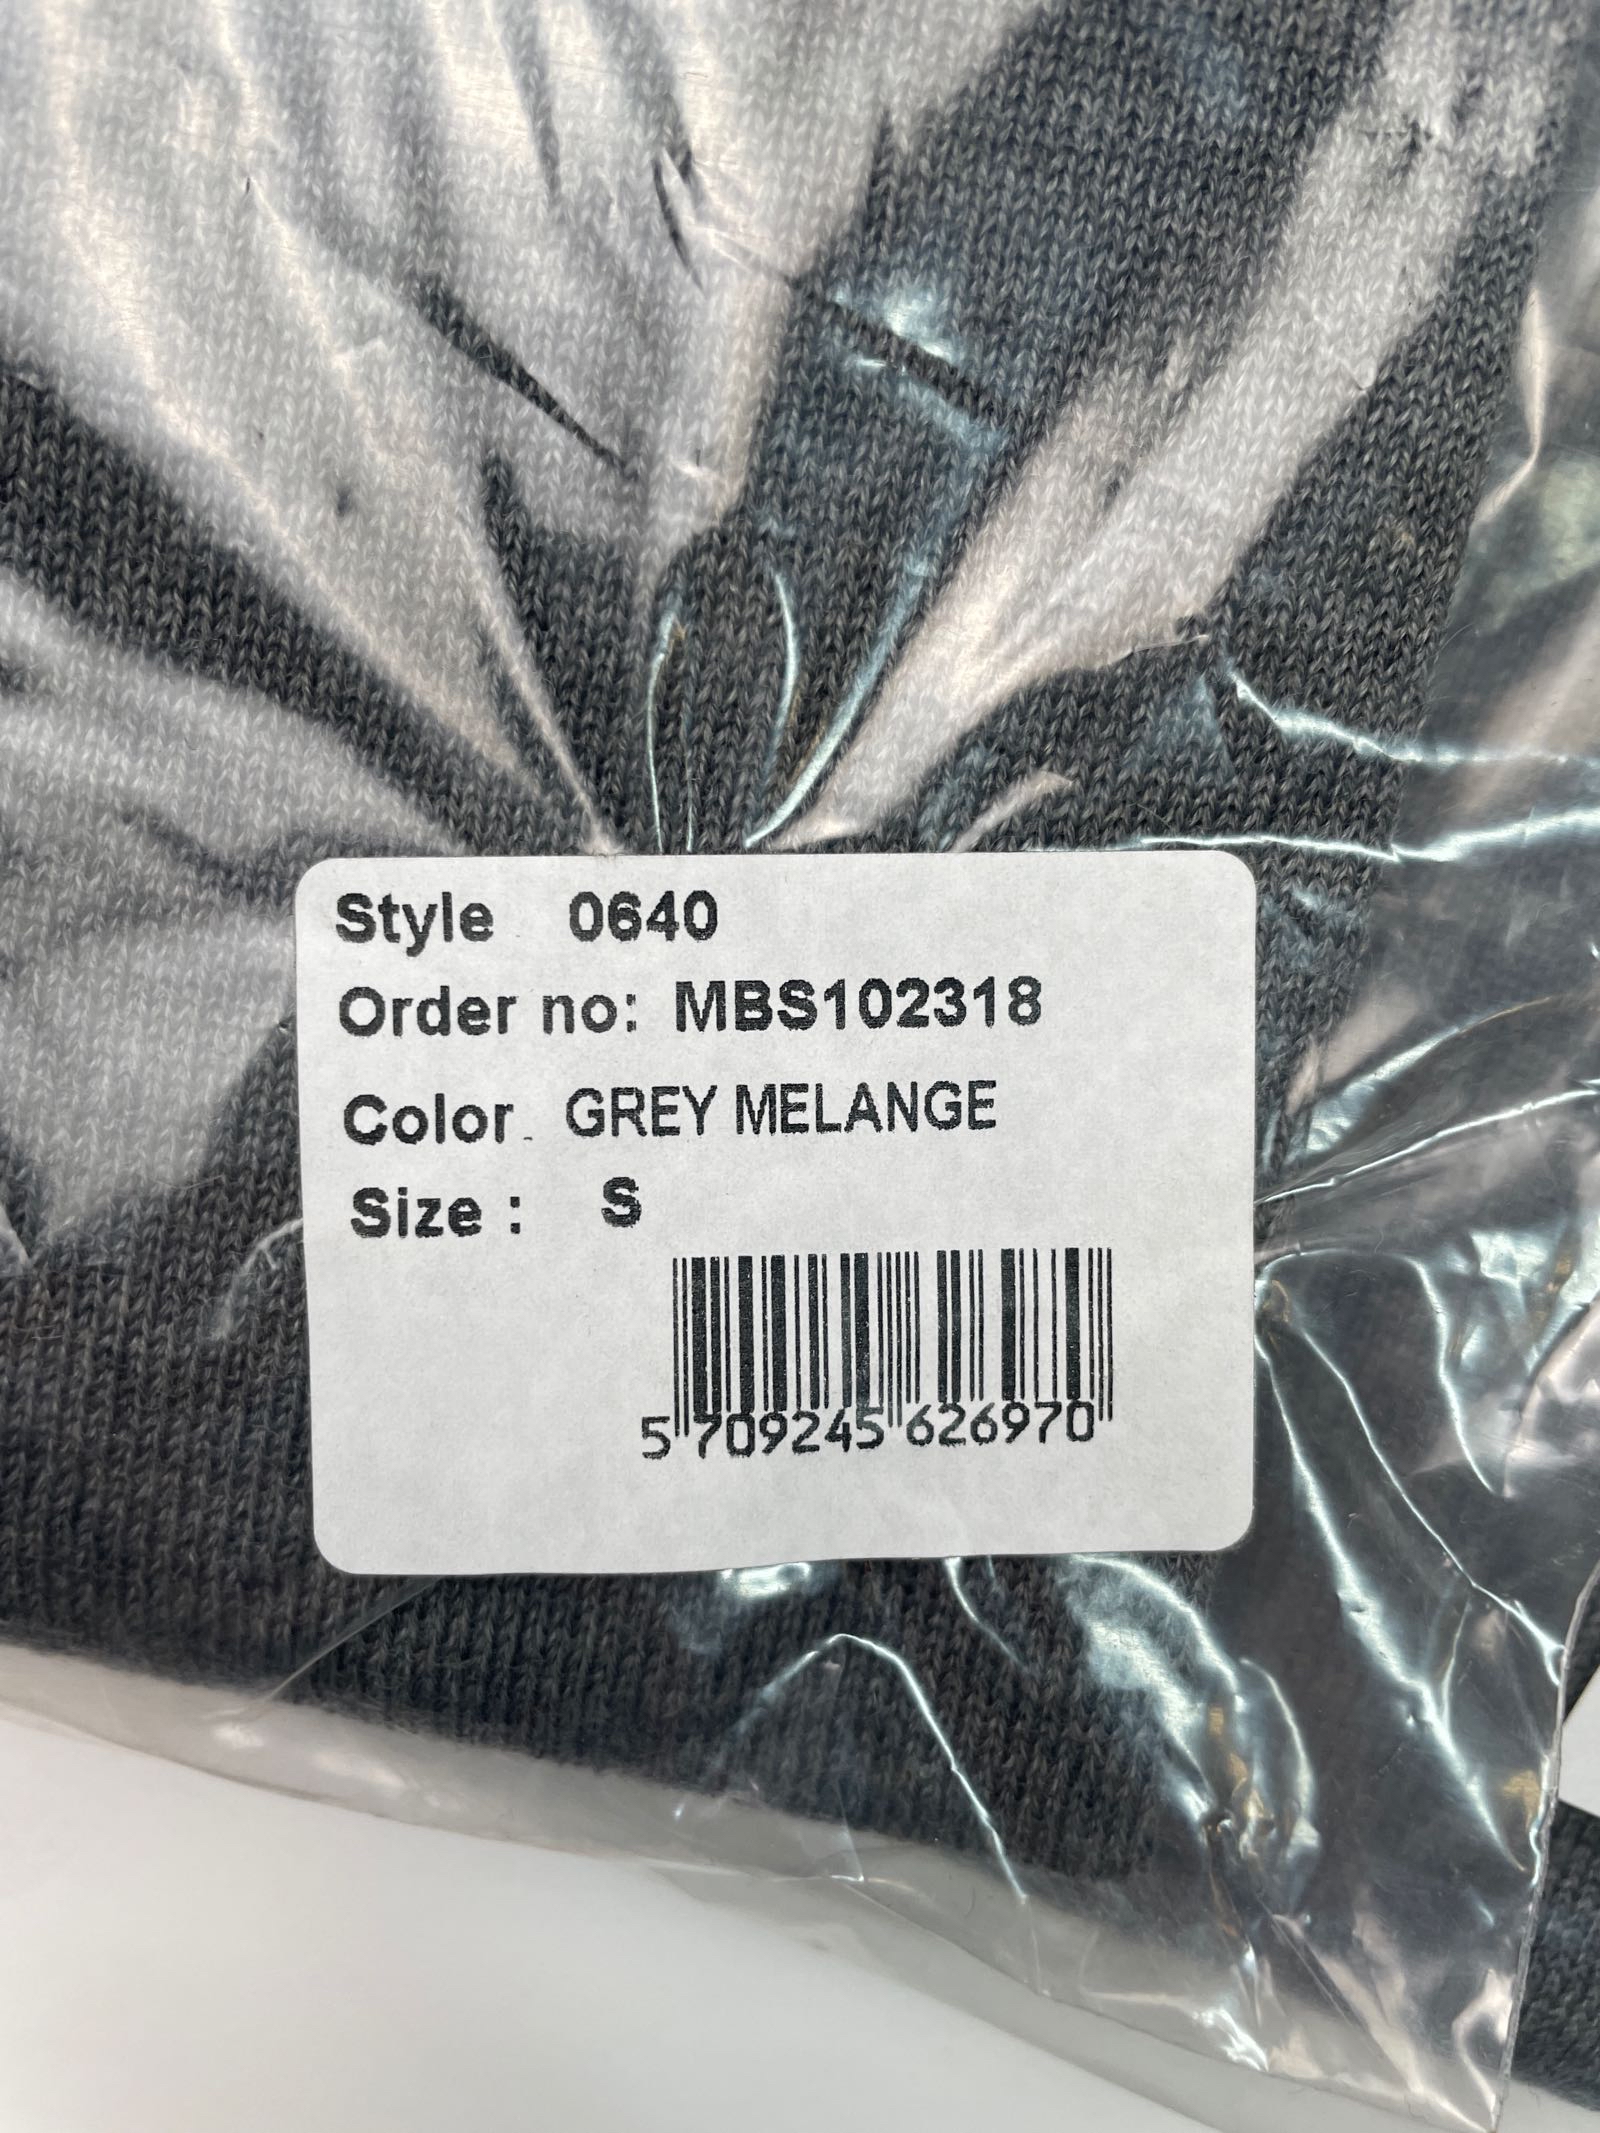 Style 0640
Order no: MBS102318
Color. GREY MELANGE
Size : S
5 709245 626970